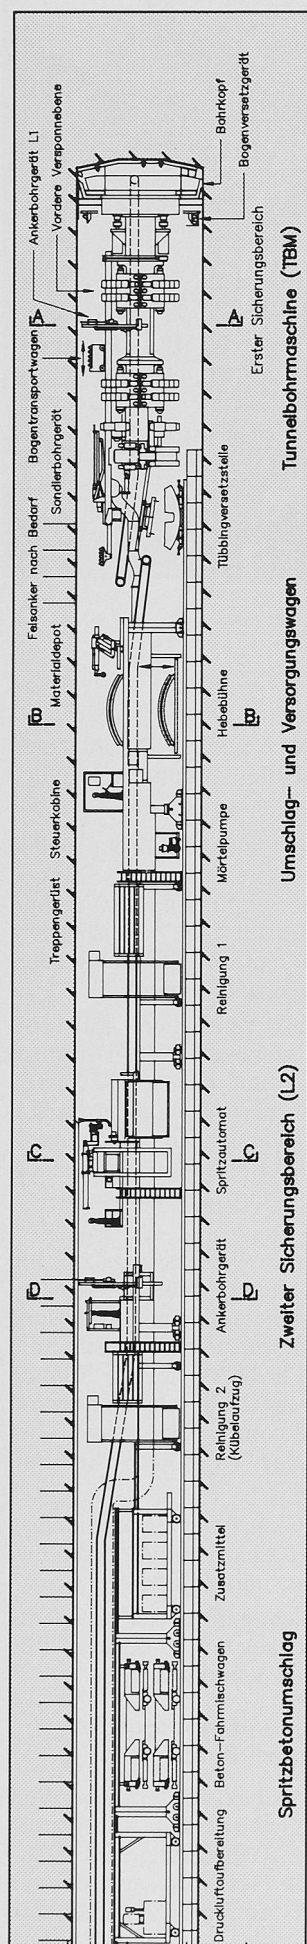 Ankerbohrgerät L1
Vordere Verspannebene
Bohrkopf
Bogenversetzgerät
A
A
Erster Sicherungsbereich
Tunnelbohrmaschine (TBM)
Bogentransportwagen
Sonderbohrgerät
Felsanker nach Bedarf
Materialdepot
Tübbingversetzstelle
B
B
Hebebühne
Umschlag- und Versorgungswagen
Steuerkabine
Treppengerüst
Mörtelpumpe
Reinigung 1
C
C
Spritzautomat
Zweiter Sicherungsbereich (L2)
D
D
Ankerbohrgerät
Reinigung 2
(Kübelaufzug)
Zusatzmittel
Beton-Fahrmischwagen
Spritzbetonumschlag
Druckluftaufbereitung